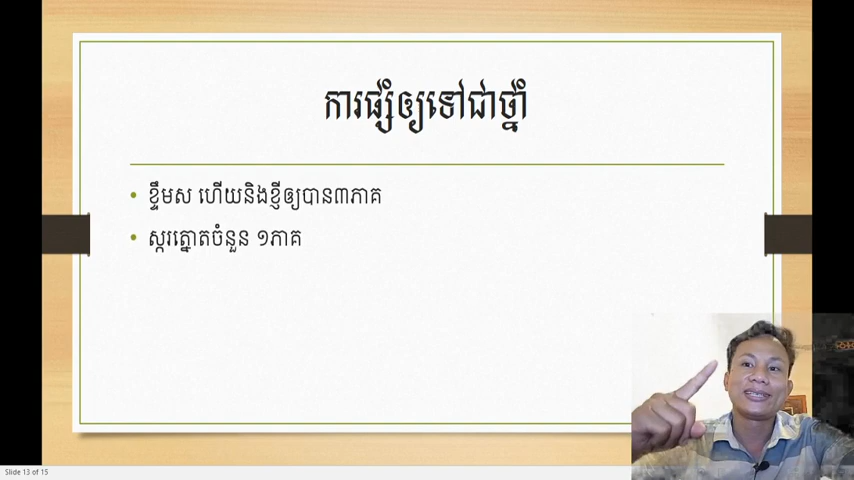 ការផ្សំឲ្យទៅជាថ្នាំ
ខ្ទឹមស ហើយនិងខ្ញីឲ្យបាន៣ភាគ
ស្ករត្នោតចំនួន ១ភាគ
Slide 13 of 15